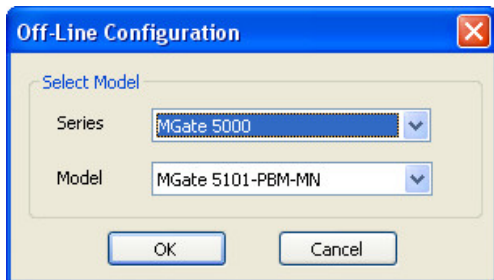 Off-Line Configuration
Select Model
Series MGate 5000
Model MGate 5101-PBM-MN
OK Cancel